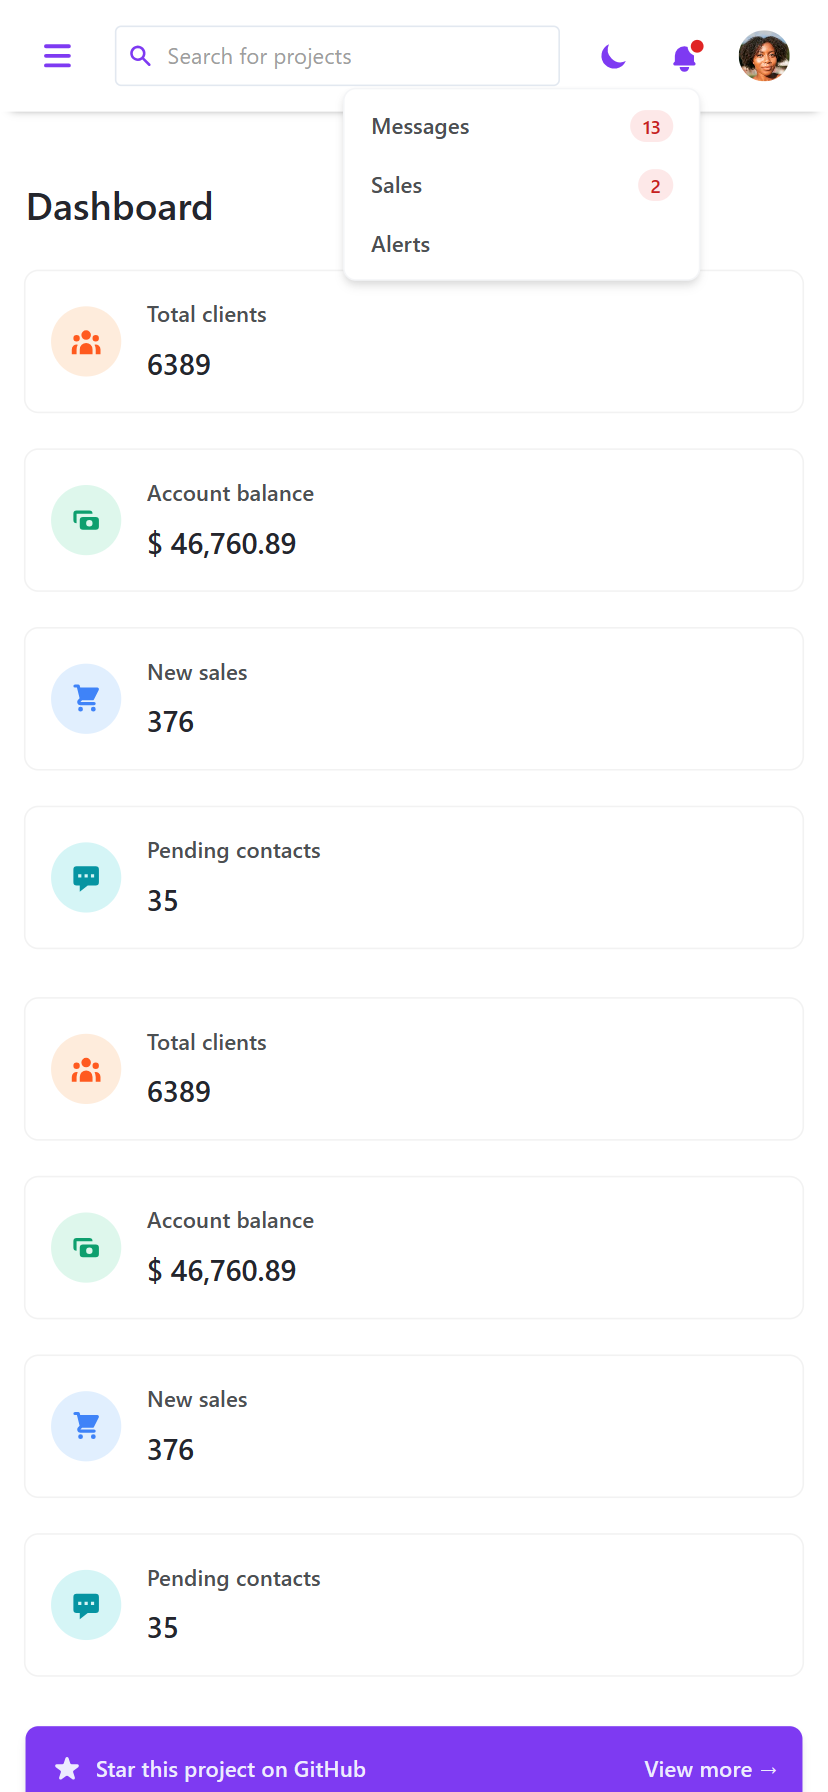 Search for projects
Messages 13
Sales 2
Alerts
Dashboard
Total clients
6389
Account balance
$ 46,760.89
New sales
376
Pending contacts
35
Total clients
6389
Account balance
$ 46,760.89
New sales
376
Pending contacts
35
Star this project on GitHub View more →